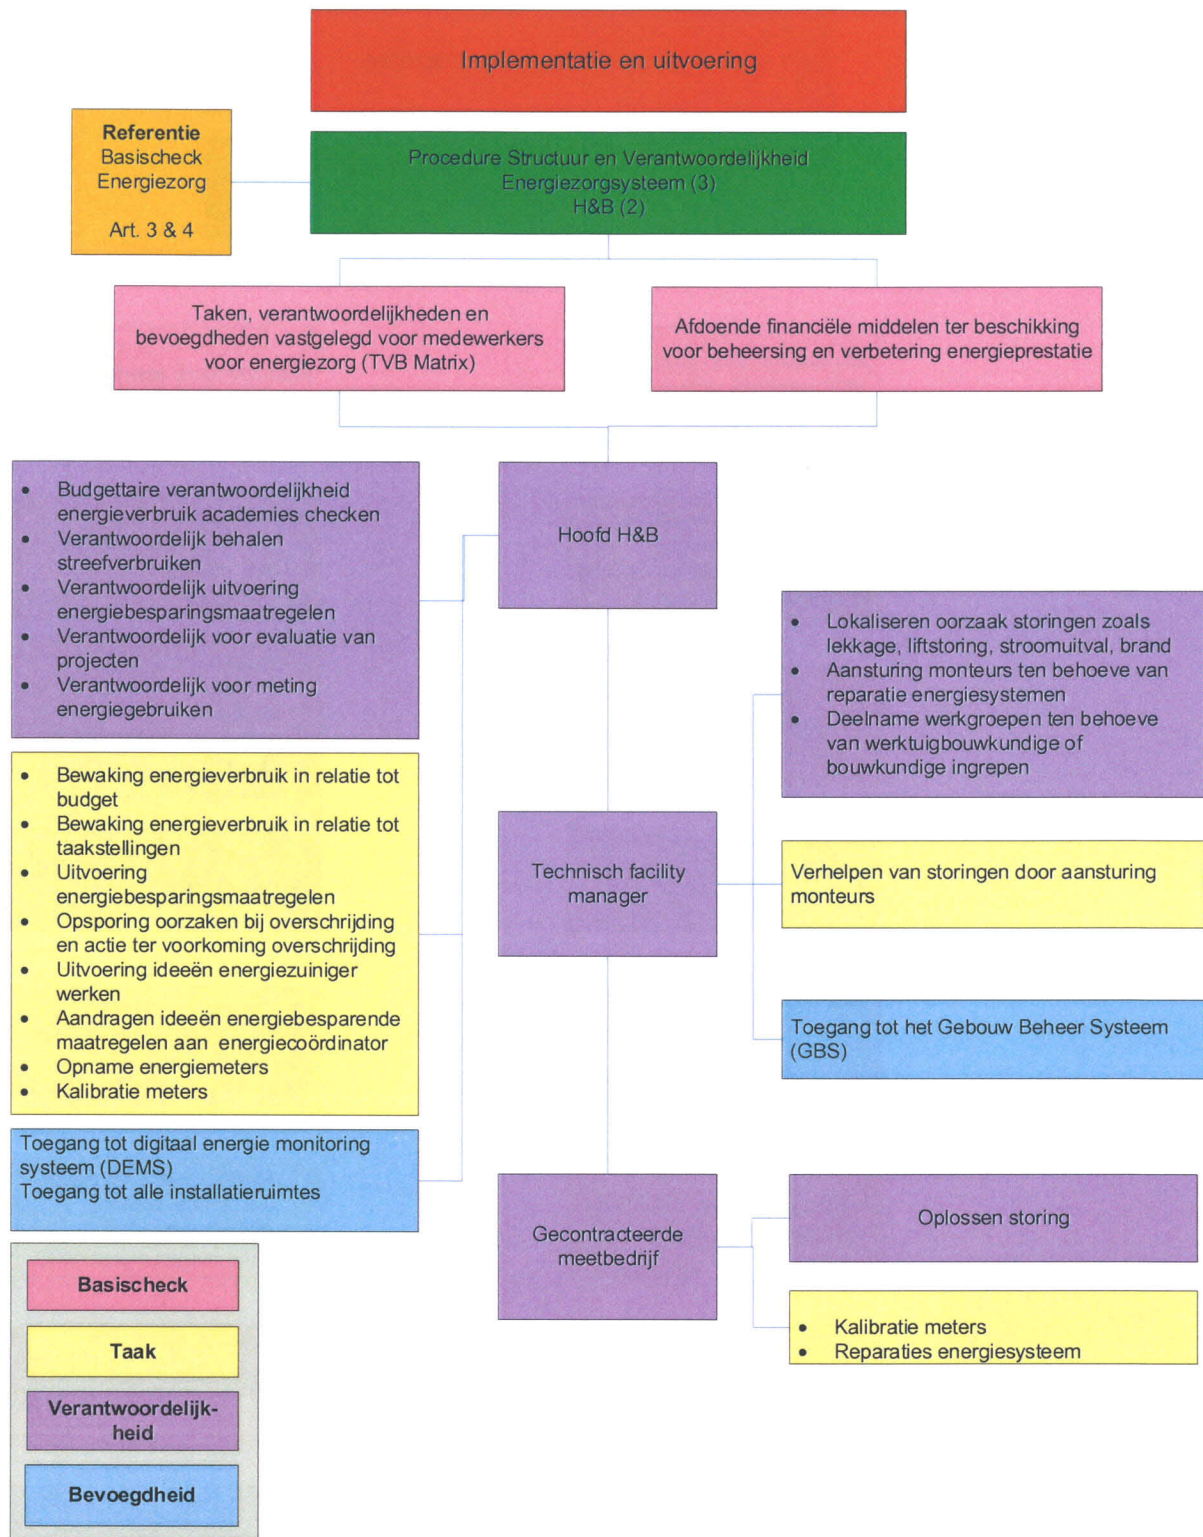 Implementatie en uitvoering
Referentie
Basischeck
Energiezorg
Art. 3 & 4
Procedure Structuur en Verantwoordelijkheid
Energiezorgsysteem (3)
H&B (2)
Taken, verantwoordelijkheden en
bevoegdheden vastgelegd voor medewerkers
voor energiezorg (TVB Matrix)
Afdoende financiële middelen ter beschikking
voor beheersing en verbetering energieprestatie
• Budgettaire verantwoordelijkheid
energieverbruik academies checken
• Verantwoordelijk behalen
streefverbruiken
• Verantwoordelijk uitvoering
energiebesparingsmaatregelen
• Verantwoordelijk voor evaluatie van
projecten
• Verantwoordelijk voor meting
energiegebruiken
Hoofd H&B
• Lokaliseren oorzaak storingen zoals
lekkage, liftstoring, stroomuitval, brand
• Aansturing monteurs ten behoeve van
reparatie energiesystemen
• Deelname werkgroepen ten behoeve
van werktuigbouwkundige of
bouwkundige ingrepen
• Bewaking energieverbruik in relatie tot
budget
• Bewaking energieverbruik in relatie tot
taakstellingen
• Uitvoering
energiebesparingsmaatregelen
• Opsporing oorzaken bij overschrijding
en actie ter voorkoming overschrijding
• Uitvoering ideeën energiezuiniger
werken
• Aandragen ideeën energiebesparende
maatregelen aan energiecoördinator
• Opname energiemeters
• Kalibratie meters
Technisch facility
manager
Verhelpen van storingen door aansturing
monteurs
Toegang tot het Gebouw Beheer Systeem
(GBS)
Toegang tot digitaal energie monitoring
systeem (DEMS)
Toegang tot alle installatieruimtes
Gecontracteerde
meetbedrijf
Oplossen storing
• Kalibratie meters
• Reparaties energiesysteem
Basischeck
Taak
Verantwoordelijk-
heid
Bevoegdheid